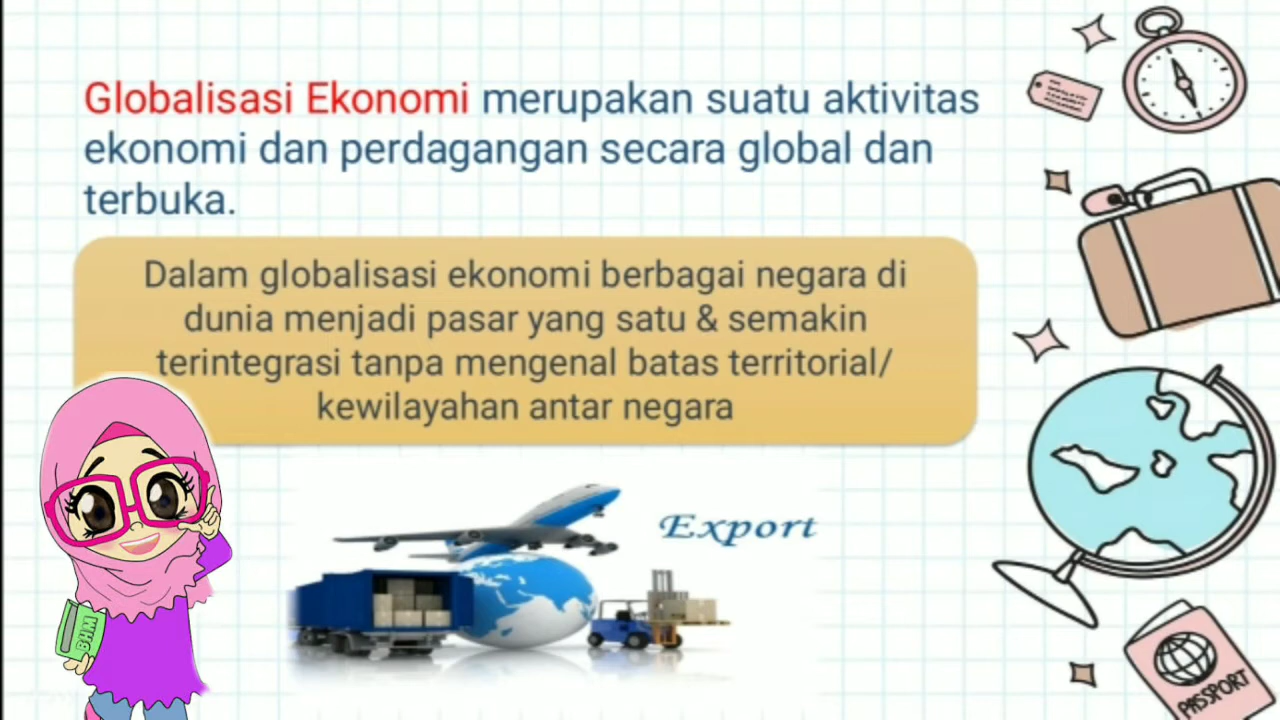 Globalisasi Ekonomi merupakan suatu aktivitas
ekonomi dan perdagangan secara global dan
terbuka.
Dalam globalisasi ekonomi berbagai negara di
dunia menjadi pasar yang satu & semakin
terintegrasi tanpa mengenal batas territorial/
kewilayahan antar negara
Export
BHM
PASSPORT